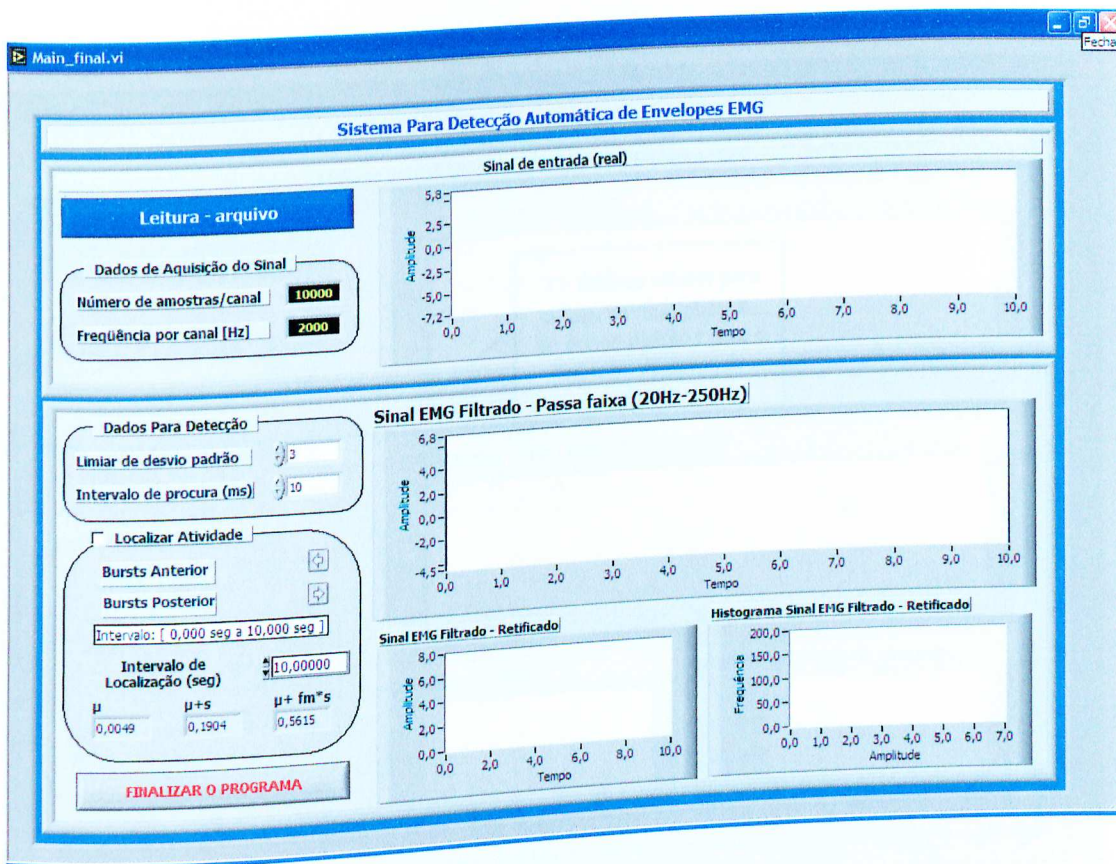 Main_final.vi
Fecha
Sistema Para Detecção Automática de Envelopes EMG
Leitura - arquivo
Dados de Aquisição do Sinal
Número de amostras/canal 10000
Freqüência por canal [Hz] 2000
Sinal de entrada (real)
Amplitude
5,8
2,5
0,0
-2,5
-5,0
-7,2
0,0 1,0 2,0 3,0 4,0 5,0 6,0 7,0 8,0 9,0 10,0
Tempo
Dados Para Detecção
Limiar de desvio padrão 3
Intervalo de procura (ms) 10
Localizar Atividade
Bursts Anterior
Bursts Posterior
Intervalo: [ 0,000 seg a 10,000 seg ]
Intervalo de
Localização (seg) 10,00000
µ µ+s µ+ fm*s
0,0049 0,1904 0,5615
FINALIZAR O PROGRAMA
Sinal EMG Filtrado - Passa faixa (20Hz-250Hz)
Amplitude
6,8
4,0
2,0
0,0
-2,0
-4,5
0,0 1,0 2,0 3,0 4,0 5,0 6,0 7,0 8,0 9,0 10,0
Tempo
Sinal EMG Filtrado - Retificado
Amplitude
8,0
6,0
4,0
2,0
0,0
0,0 2,0 4,0 6,0 8,0 10,0
Tempo
Histograma Sinal EMG Filtrado - Retificado
Frequência
200,0
150,0
100,0
50,0
0,0
0,0 1,0 2,0 3,0 4,0 5,0 6,0 7,0
Amplitude